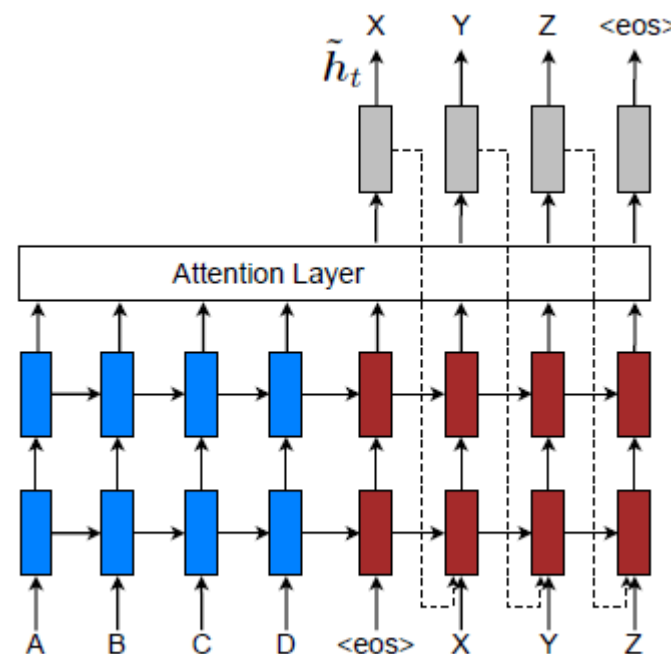 X Y Z <eos>
h̃ₜ
Attention Layer
A B C D <eos> X Y Z